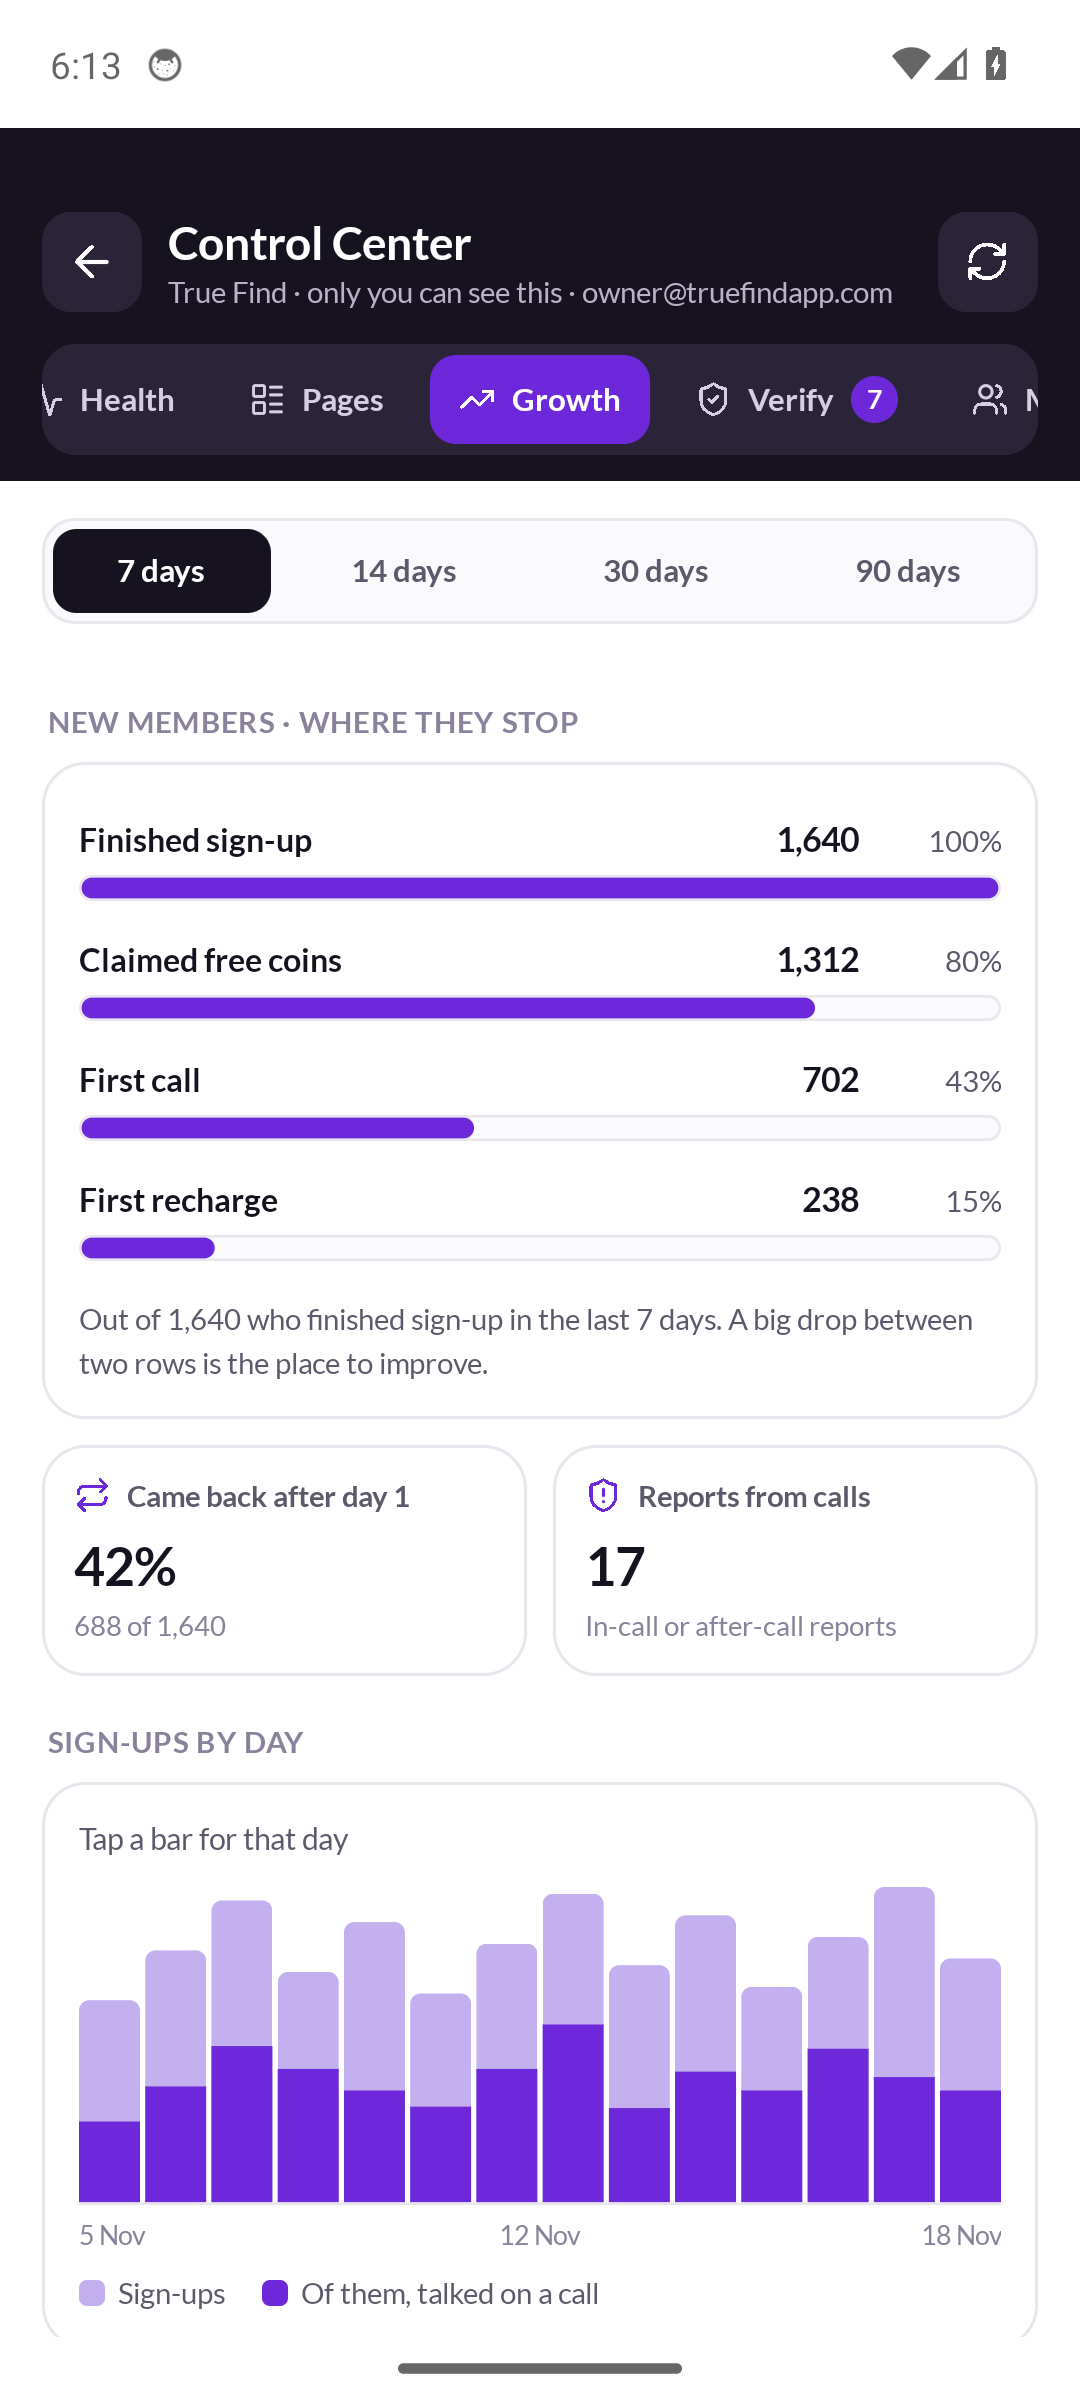 6:13
Control Center
True Find · only you can see this · owner@truefindapp.com
Health Pages Growth Verify 7
7 days 14 days 30 days 90 days
NEW MEMBERS · WHERE THEY STOP
Finished sign-up 1,640 100%
Claimed free coins 1,312 80%
First call 702 43%
First recharge 238 15%
Out of 1,640 who finished sign-up in the last 7 days. A big drop between
two rows is the place to improve.
Came back after day 1
42%
688 of 1,640
Reports from calls
17
In-call or after-call reports
SIGN-UPS BY DAY
Tap a bar for that day
5 Nov 12 Nov 18 Nov
Sign-ups Of them, talked on a call